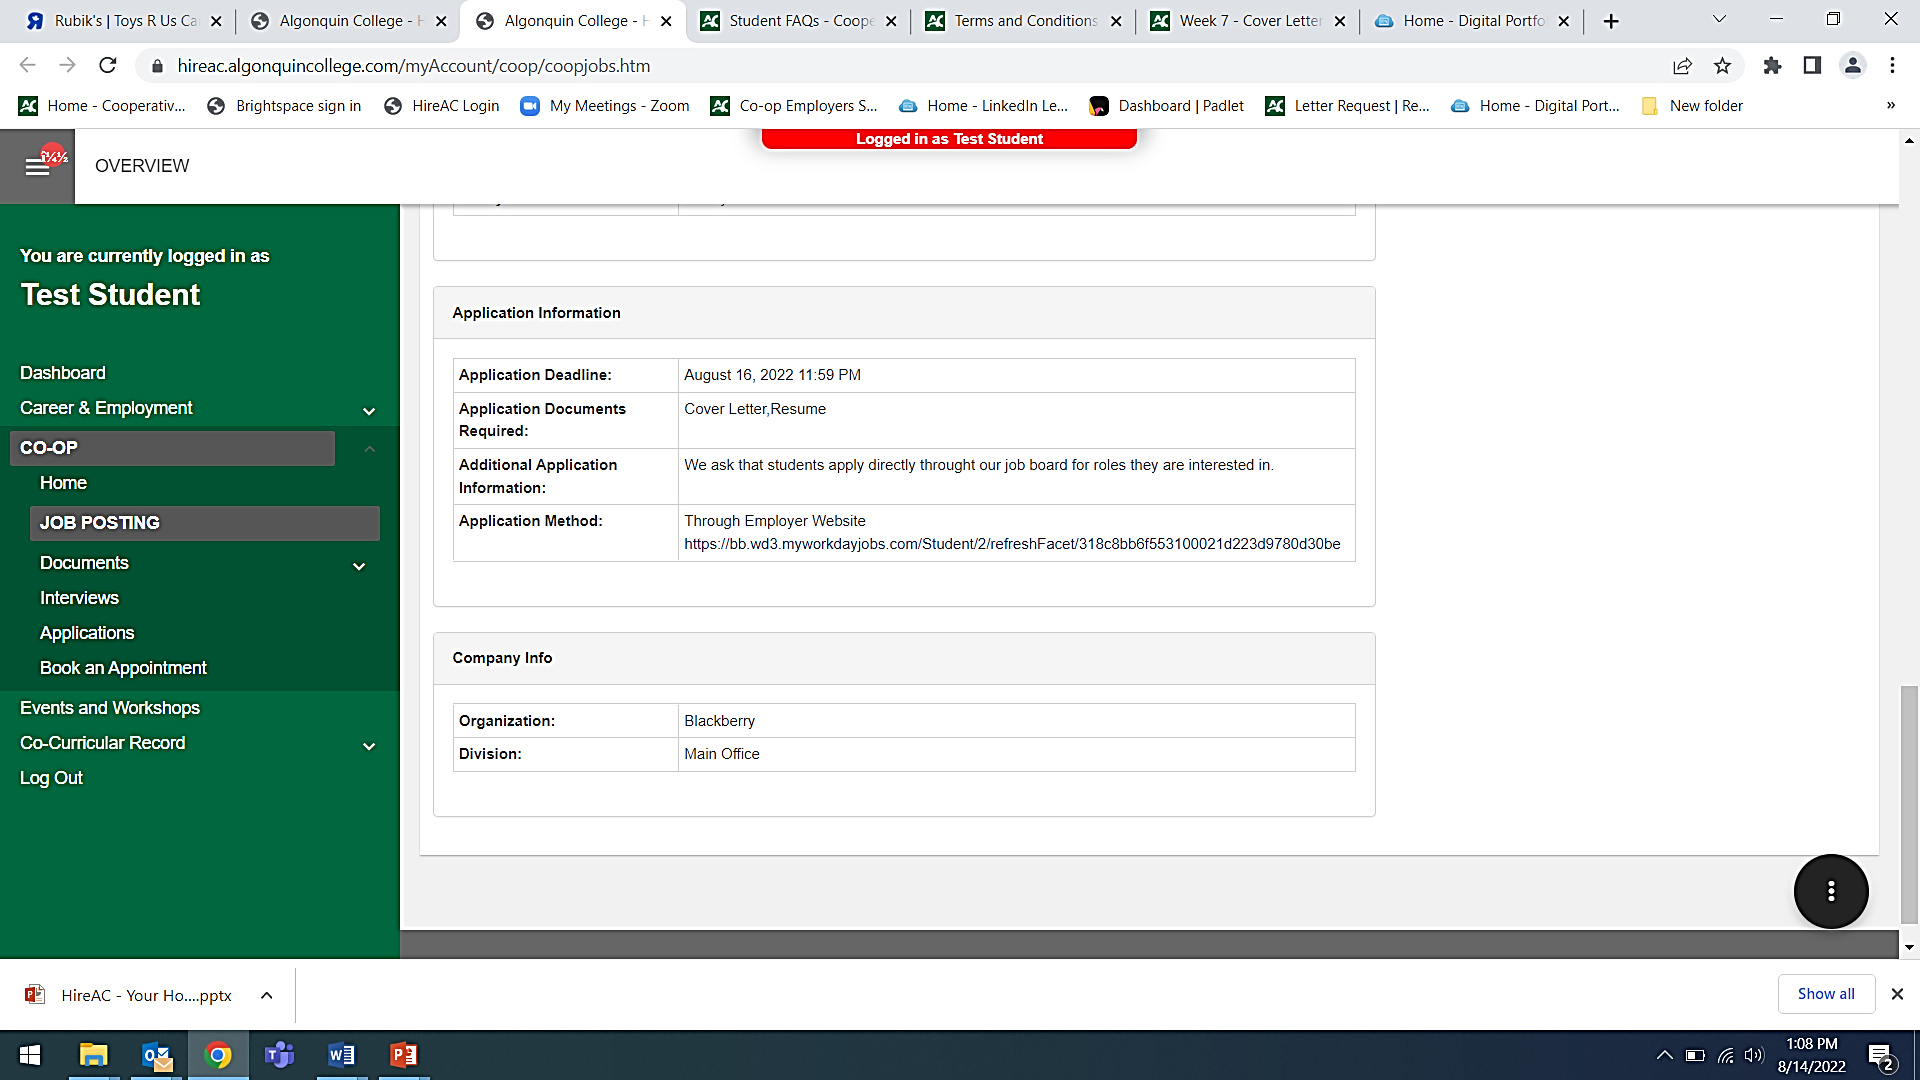 Rubik's | Toys R Us Ca
Algonquin College - H
Algonquin College - H
Student FAQs - Coope
Terms and Conditions
Week 7 - Cover Letter
Home - Digital Portfo
hireac.algonquincollege.com/myAccount/coop/coopjobs.htm
Home - Cooperativ...
Brightspace sign in
HireAC Login
My Meetings - Zoom
Co-op Employers S...
Home - LinkedIn Le...
Dashboard | Padlet
Letter Request | Re...
Home - Digital Port...
New folder
»
Logged in as Test Student
OVERVIEW
You are currently logged in as
Test Student
Dashboard
Career & Employment
CO-OP
Home
JOB POSTING
Documents
Interviews
Applications
Book an Appointment
Events and Workshops
Co-Curricular Record
Log Out
Application Information
Application Deadline: August 16, 2022 11:59 PM
Application Documents Required: Cover Letter,Resume
Additional Application Information: We ask that students apply directly throught our job board for roles they are interested in.
Application Method: Through Employer Website
https://bb.wd3.myworkdayjobs.com/Student/2/refreshFacet/318c8bb6f553100021d223d9780d30be
Company Info
Organization: Blackberry
Division: Main Office
HireAC - Your Ho....pptx
Show all
1:08 PM
8/14/2022
2